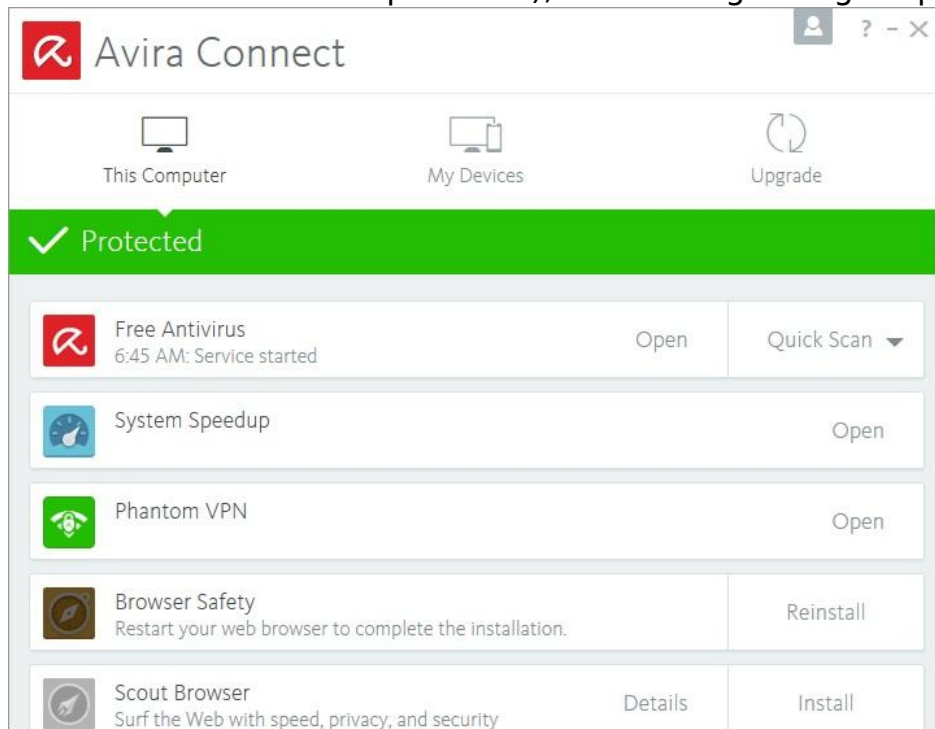 Avira Connect
? – ×
This Computer
My Devices
Upgrade
Protected
Free Antivirus
6:45 AM: Service started
Open
Quick Scan
System Speedup
Open
Phantom VPN
Open
Browser Safety
Restart your web browser to complete the installation.
Reinstall
Scout Browser
Surf the Web with speed, privacy, and security
Details
Install